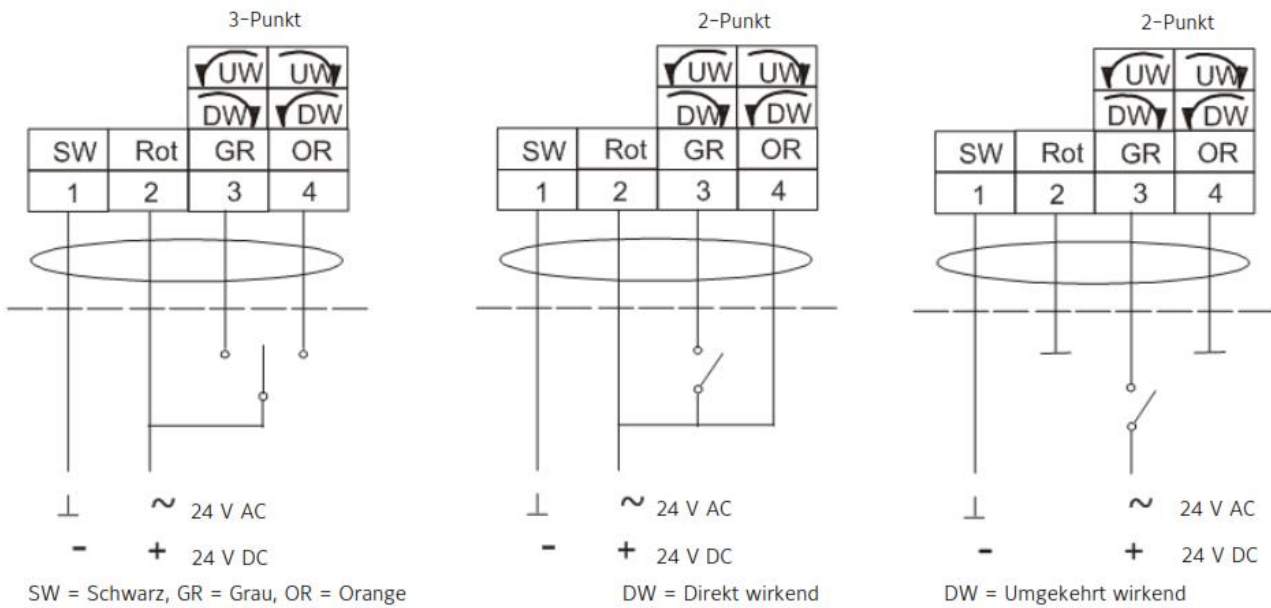 3-Punkt
UW UW
DW DW
SW Rot GR OR
1 2 3 4
⊥ ~ 24 V AC
- + 24 V DC
SW = Schwarz, GR = Grau, OR = Orange
2-Punkt
UW UW
DW DW
SW Rot GR OR
1 2 3 4
⊥ ~ 24 V AC
- + 24 V DC
DW = Direkt wirkend
2-Punkt
UW UW
DW DW
SW Rot GR OR
1 2 3 4
⊥ ~ 24 V AC
- + 24 V DC
DW = Umgekehrt wirkend